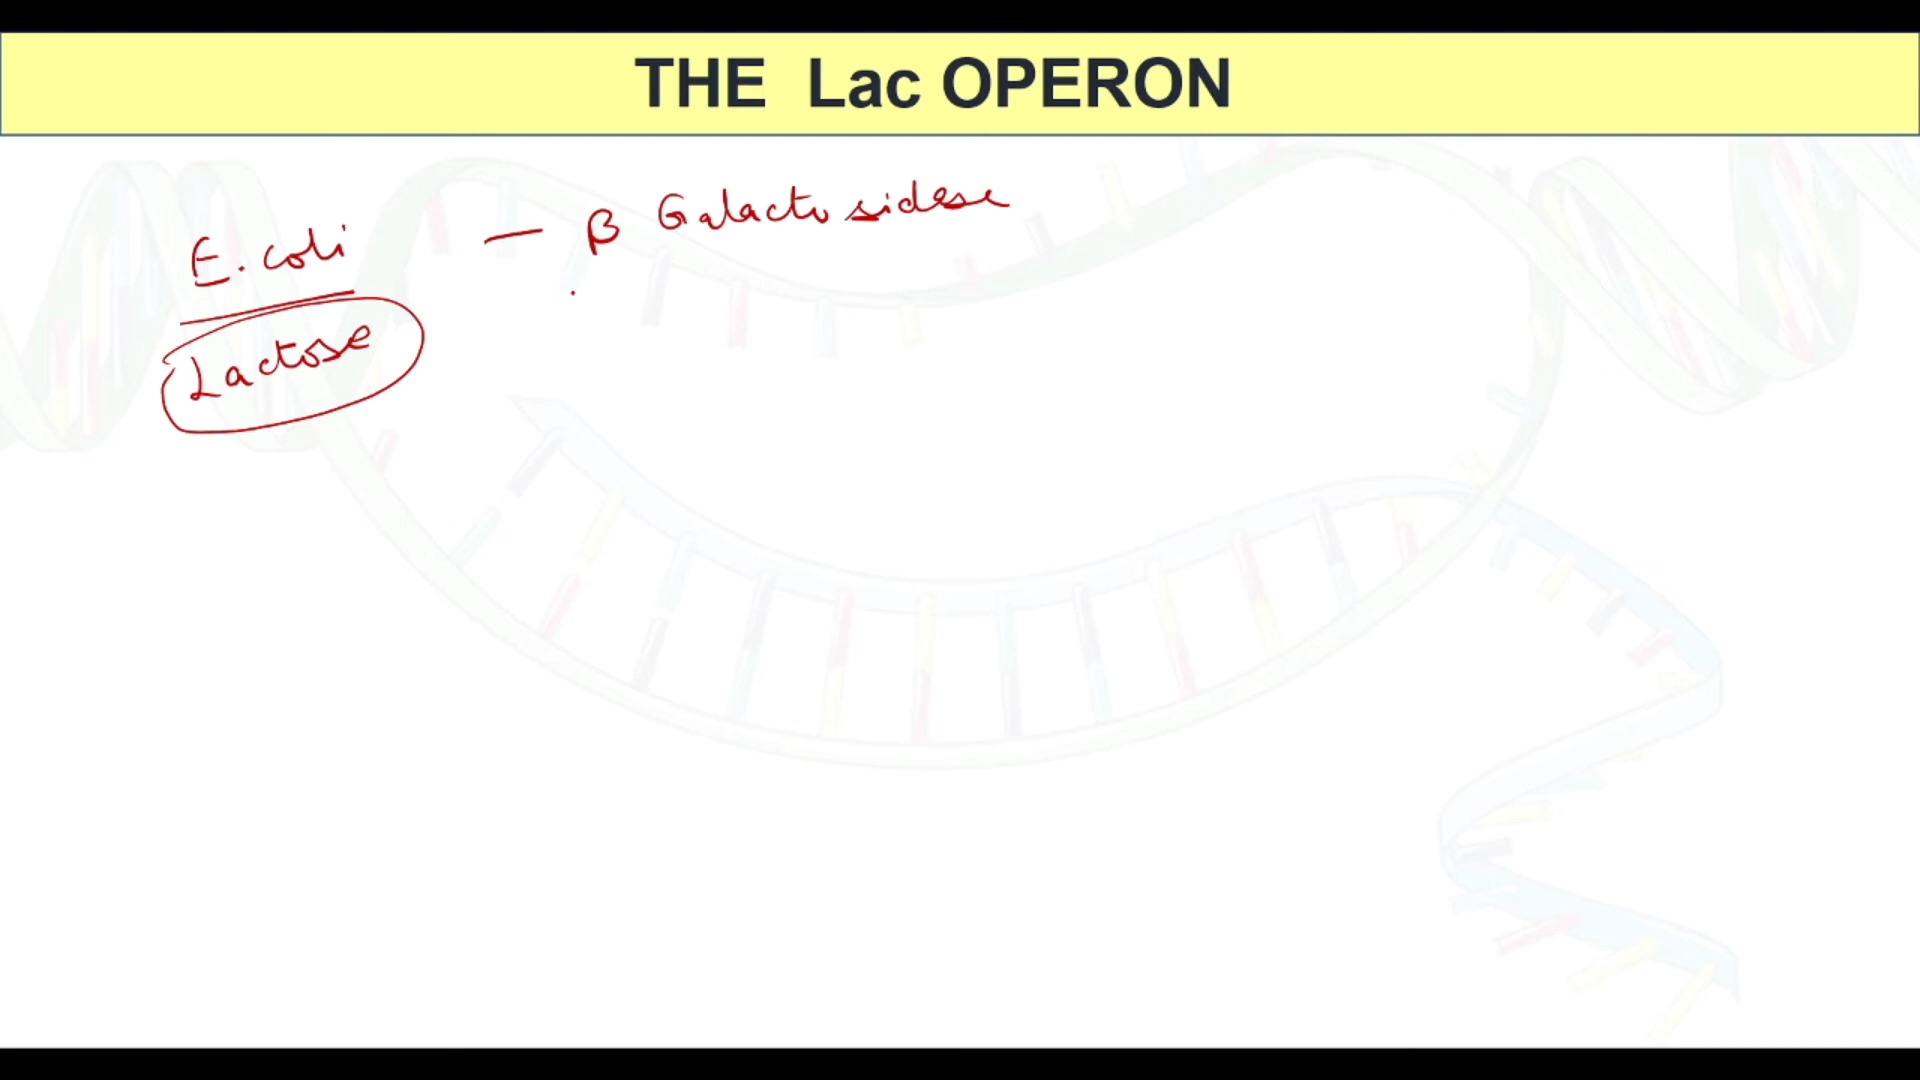 THE Lac OPERON
E. coli — β Galactosidase
Lactose